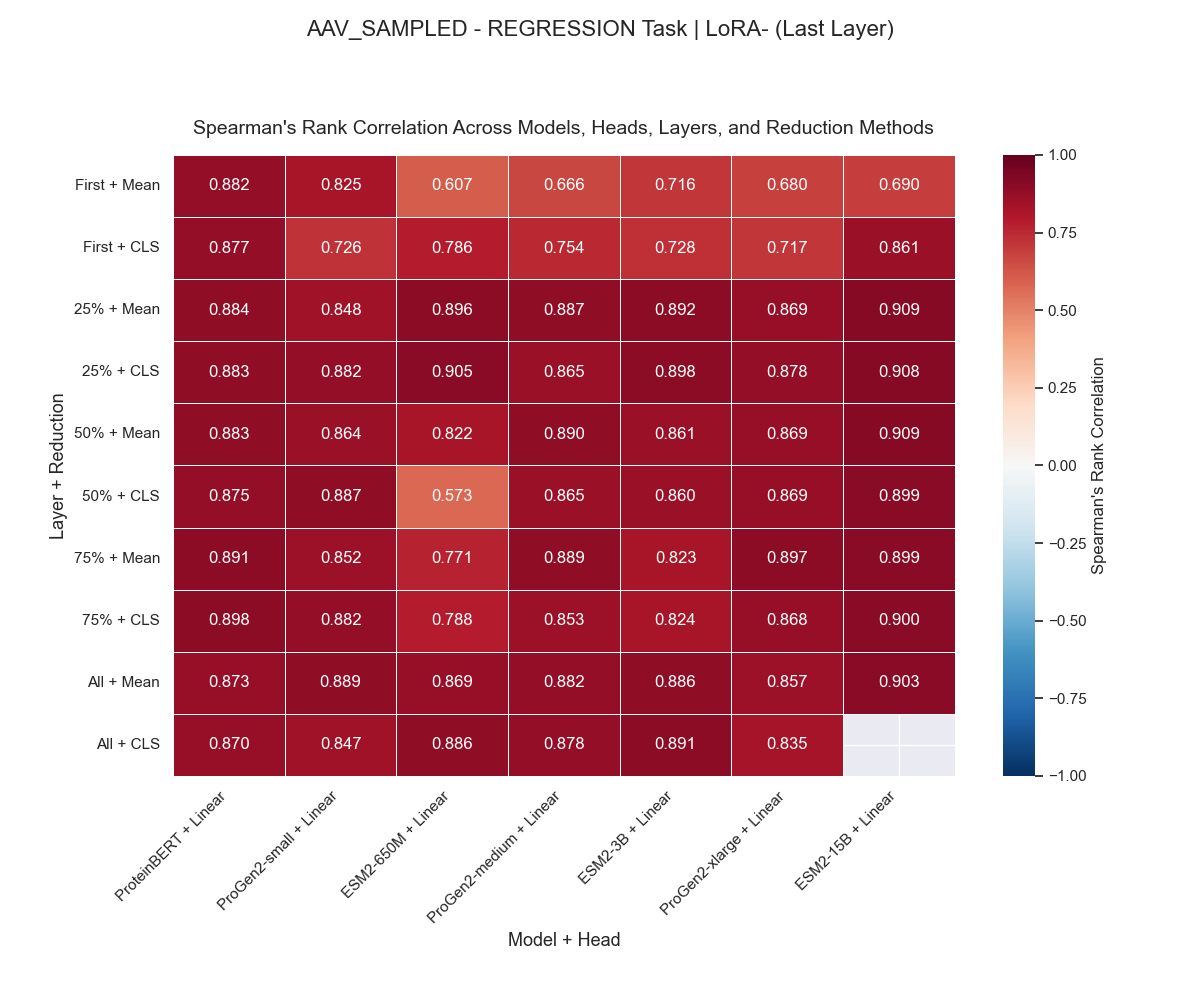 AAV_SAMPLED - REGRESSION Task | LoRA- (Last Layer)
Spearman's Rank Correlation Across Models, Heads, Layers, and Reduction Methods
Layer + Reduction
First + Mean 0.882 0.825 0.607 0.666 0.716 0.680 0.690
First + CLS 0.877 0.726 0.786 0.754 0.728 0.717 0.861
25% + Mean 0.884 0.848 0.896 0.887 0.892 0.869 0.909
25% + CLS 0.883 0.882 0.905 0.865 0.898 0.878 0.908
50% + Mean 0.883 0.864 0.822 0.890 0.861 0.869 0.909
50% + CLS 0.875 0.887 0.573 0.865 0.860 0.869 0.899
75% + Mean 0.891 0.852 0.771 0.889 0.823 0.897 0.899
75% + CLS 0.898 0.882 0.788 0.853 0.824 0.868 0.900
All + Mean 0.873 0.889 0.869 0.882 0.886 0.857 0.903
All + CLS 0.870 0.847 0.886 0.878 0.891 0.835
ProteinBERT + Linear
ProGen2-small + Linear
ESM2-650M + Linear
ProGen2-medium + Linear
ESM2-3B + Linear
ProGen2-xlarge + Linear
ESM2-15B + Linear
Model + Head
1.00
0.75
0.50
0.25
0.00
−0.25
−0.50
−0.75
−1.00
Spearman's Rank Correlation